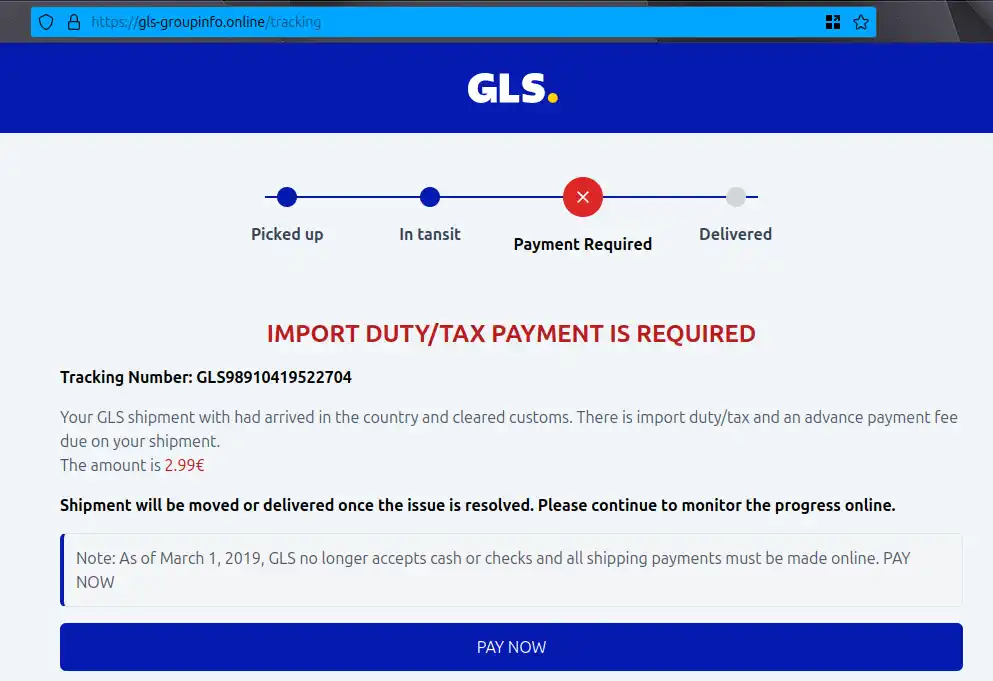 https://gls-groupinfo.online/tracking
GLS.
Picked up
In tansit
Payment Required
Delivered
IMPORT DUTY/TAX PAYMENT IS REQUIRED
Tracking Number: GLS98910419522704
Your GLS shipment with had arrived in the country and cleared customs. There is import duty/tax and an advance payment fee
due on your shipment.
The amount is 2.99€
Shipment will be moved or delivered once the issue is resolved. Please continue to monitor the progress online.
Note: As of March 1, 2019, GLS no longer accepts cash or checks and all shipping payments must be made online. PAY
NOW
PAY NOW